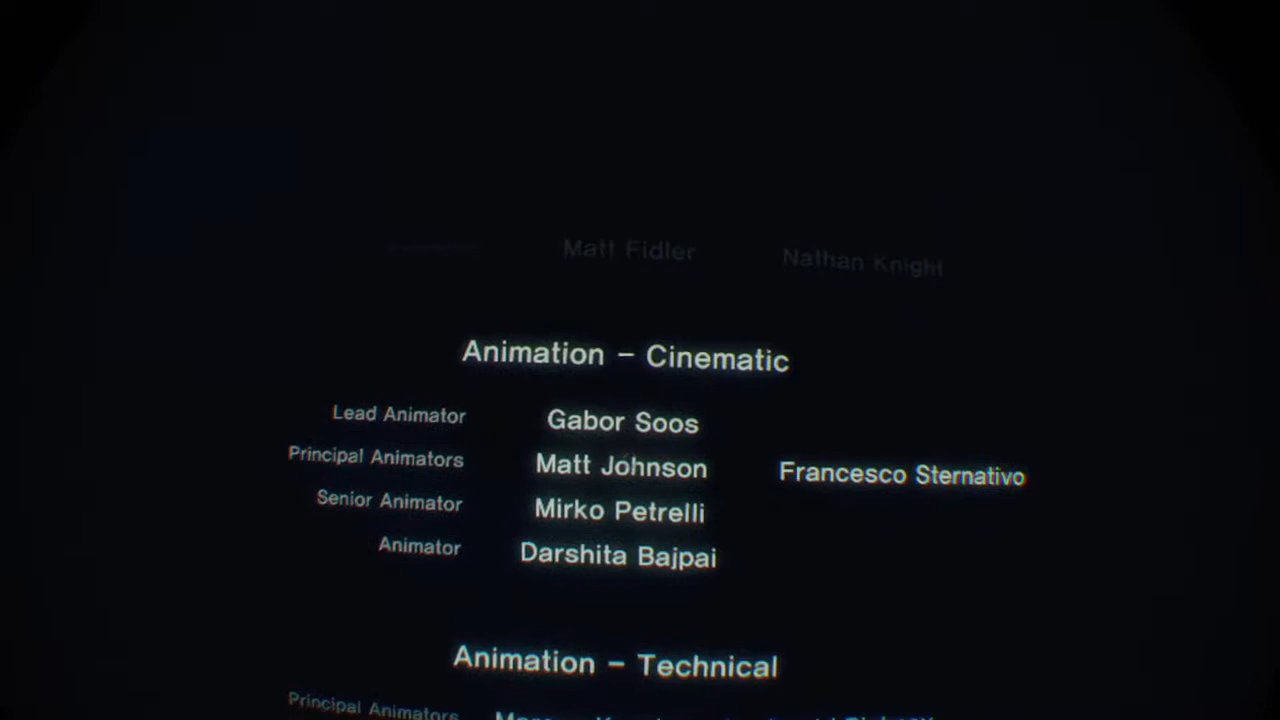 Matt Fidler Nathan Knight
Animation – Cinematic
Lead Animator Gabor Soos
Principal Animators Matt Johnson Francesco Sternativo
Senior Animator Mirko Petrelli
Animator Darshita Bajpai
Animation – Technical
Principal Animators